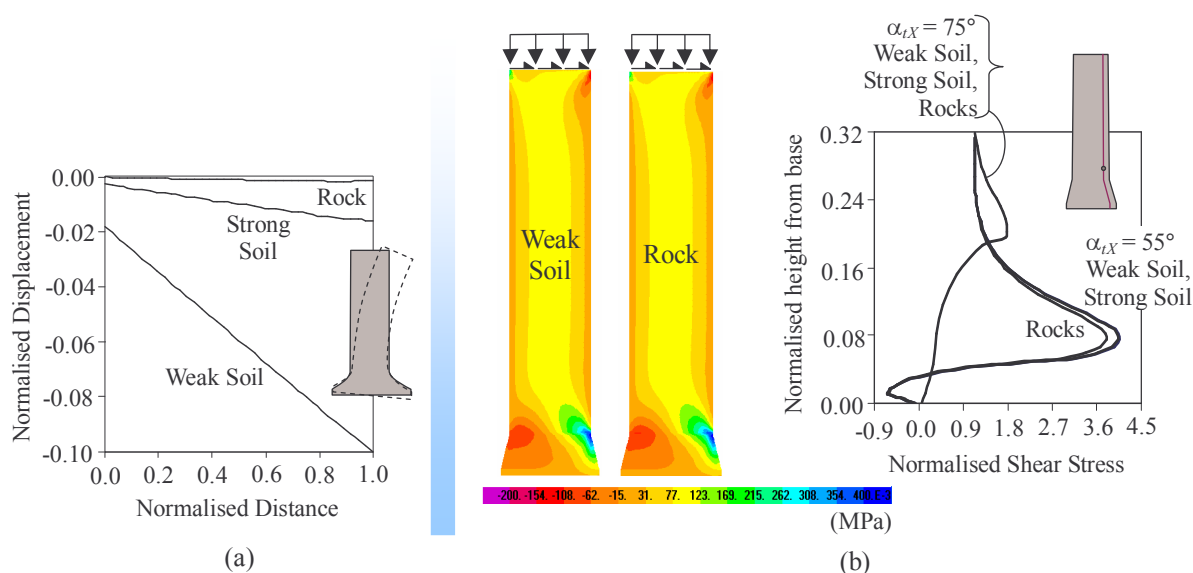 0.00
-0.02
-0.04
-0.06
-0.08
-0.10
Normalised Displacement
Rock
Strong
Soil
Weak Soil
0.0 0.2 0.4 0.6 0.8 1.0
Normalised Distance
(a)
Weak
Soil
Rock
-200. -154. -108. -62. -15. 31. 77. 123. 169. 215. 262. 308. 354. 400.E-3
(MPa)
α_tX = 75°
Weak Soil,
Strong Soil,
Rocks
0.32
0.24
0.16
0.08
0.00
Normalised height from base
α_tX = 55°
Weak Soil,
Strong Soil
Rocks
-0.9 0.0 0.9 1.8 2.7 3.6 4.5
Normalised Shear Stress
(b)